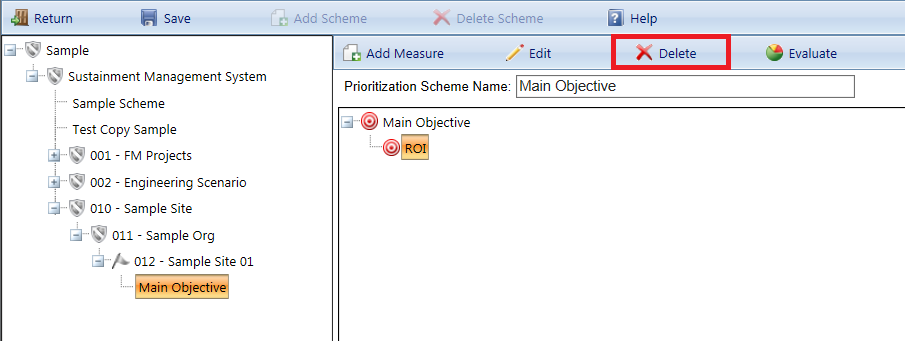 Return Save Add Scheme Delete Scheme Help
Sample
Sustainment Management System
Sample Scheme
Test Copy Sample
001 - FM Projects
002 - Engineering Scenario
010 - Sample Site
011 - Sample Org
012 - Sample Site 01
Main Objective
Add Measure Edit Delete Evaluate
Prioritization Scheme Name: Main Objective
Main Objective
ROI